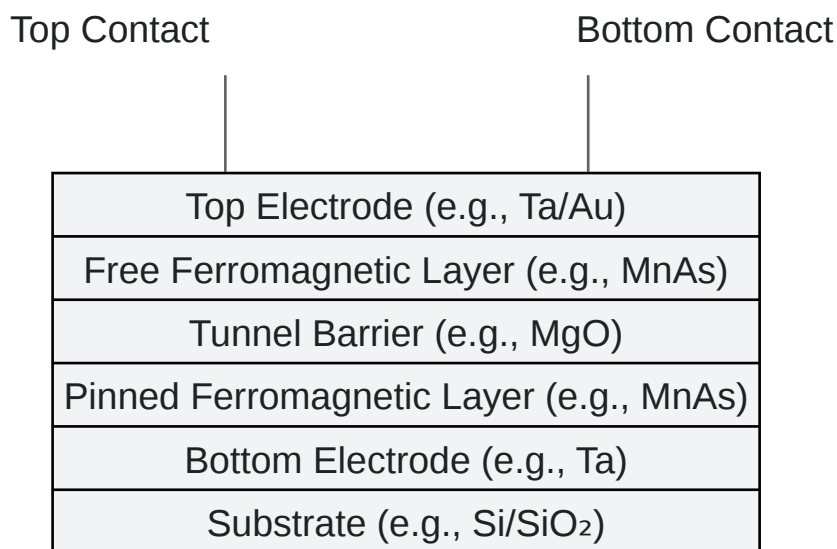 Top Contact
Bottom Contact
Top Electrode (e.g., Ta/Au)
Free Ferromagnetic Layer (e.g., MnAs)
Tunnel Barrier (e.g., MgO)
Pinned Ferromagnetic Layer (e.g., MnAs)
Bottom Electrode (e.g., Ta)
Substrate (e.g., Si/SiO₂)